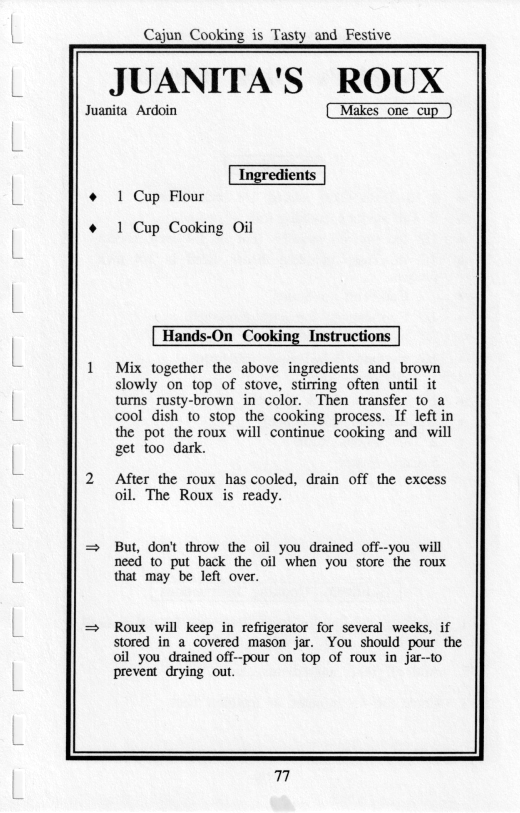 Cajun Cooking is Tasty and Festive
JUANITA'S ROUX
Juanita Ardoin
Makes one cup
Ingredients
♦ 1 Cup Flour
♦ 1 Cup Cooking Oil
Hands-On Cooking Instructions
1 Mix together the above ingredients and brown
slowly on top of stove, stirring often until it
turns rusty-brown in color. Then transfer to a
cool dish to stop the cooking process. If left in
the pot the roux will continue cooking and will
get too dark.
2 After the roux has cooled, drain off the excess
oil. The Roux is ready.
⇒ But, don't throw the oil you drained off--you will
need to put back the oil when you store the roux
that may be left over.
⇒ Roux will keep in refrigerator for several weeks, if
stored in a covered mason jar. You should pour the
oil you drained off--pour on top of roux in jar--to
prevent drying out.
77